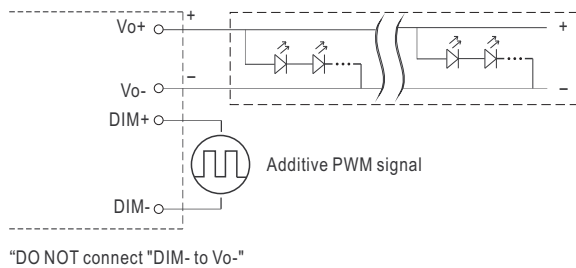 Vo+
+
+
Vo-
−
−
DIM+
Additive PWM signal
DIM-
“DO NOT connect "DIM- to Vo-"